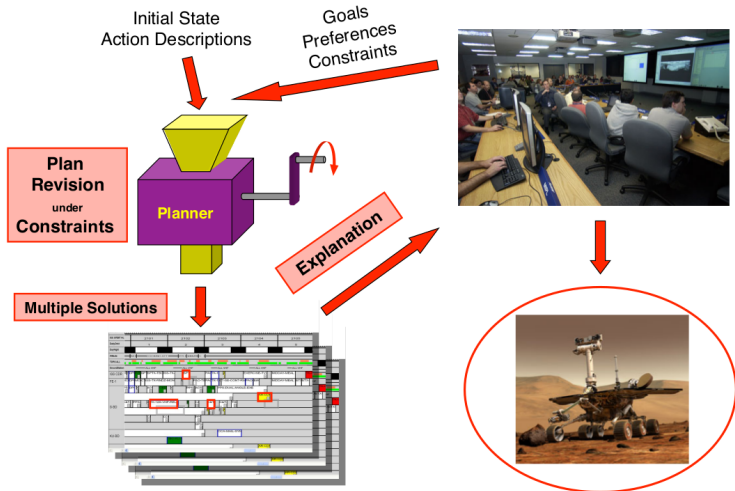 Initial State
Action Descriptions
Goals
Preferences
Constraints
Plan
Revision
under
Constraints
Planner
Explanation
Multiple Solutions